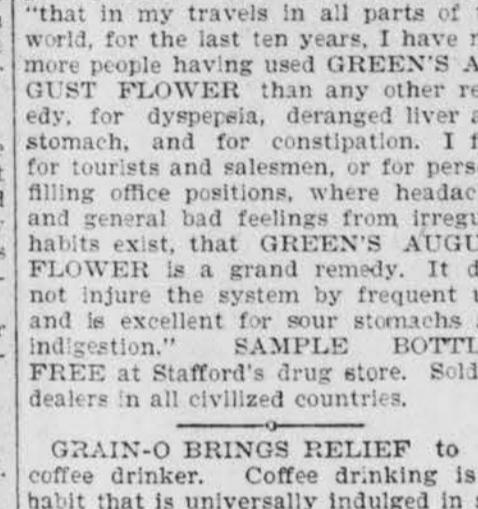 "that in my travels in all parts of
world, for the last ten years, I have
more people having used GREEN'S A
GUST FLOWER than any other re
edy, for dyspepsia, deranged liver a
stomach, and for constipation. I f
for tourists and salesmen, or for pers
filling office positions, where headac
and general bad feelings from irregu
habits exist, that GREEN'S AUGU
FLOWER is a grand remedy. It d
not injure the system by frequent u
and is excellent for sour stomachs
indigestion." SAMPLE BOTTL
FREE at Stafford's drug store. Sold
dealers in all civilized countries.
GRAIN-O BRINGS RELIEF to
coffee drinker. Coffee drinking is
habit that is universally indulged in